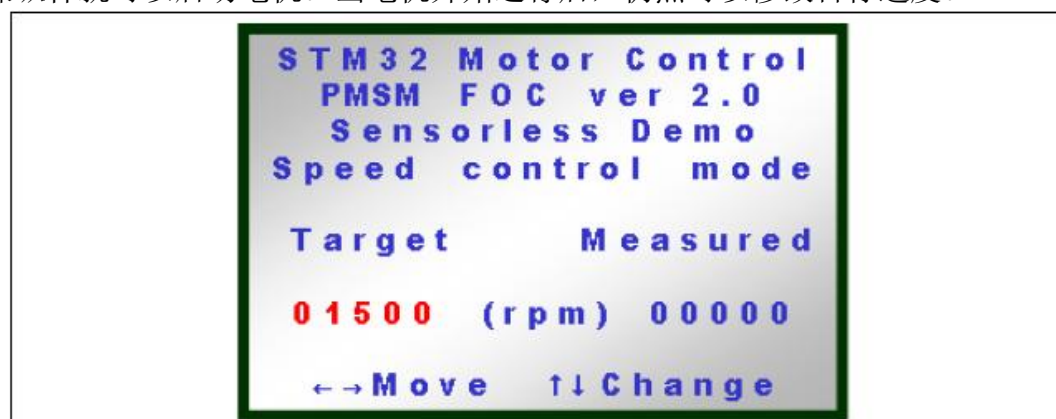 STM32 Motor Control
PMSM FOC ver 2.0
Sensorless Demo
Speed control mode
Target Measured
01500 (rpm) 00000
←→Move ↑↓Change